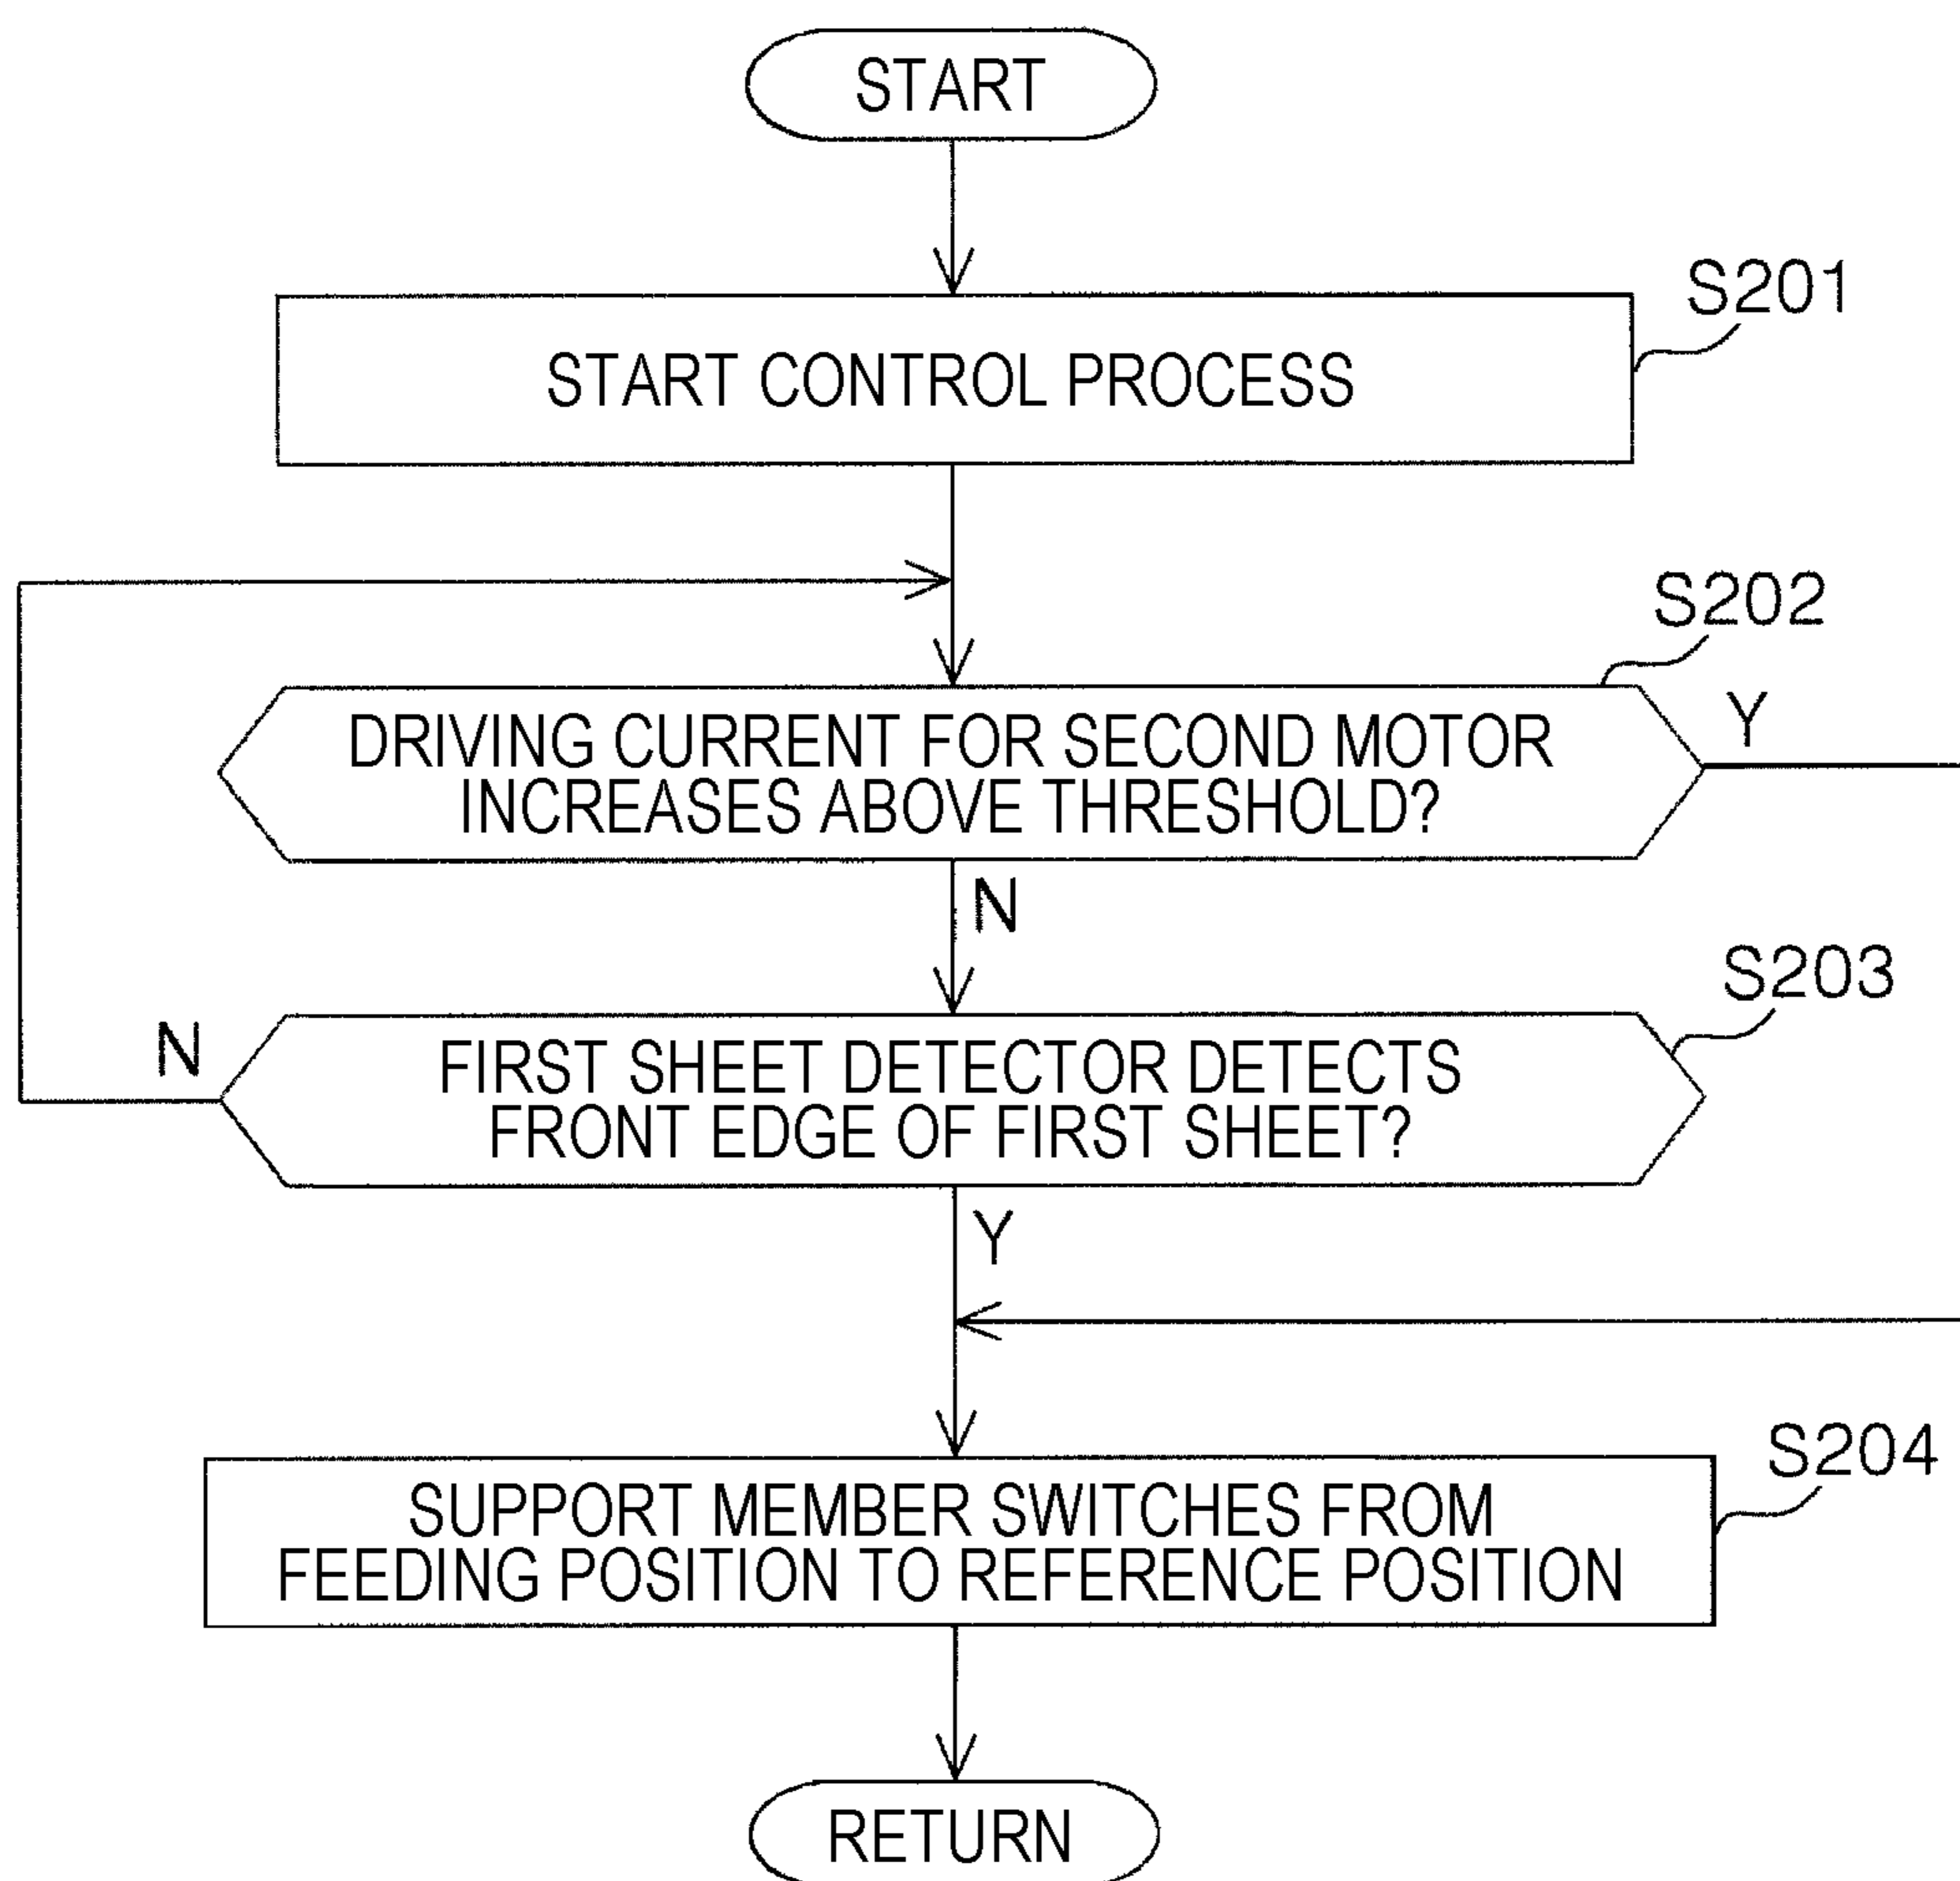 START
S201
START CONTROL PROCESS
S202
DRIVING CURRENT FOR SECOND MOTOR
INCREASES ABOVE THRESHOLD?
Y
N
S203
FIRST SHEET DETECTOR DETECTS
FRONT EDGE OF FIRST SHEET?
N
Y
S204
SUPPORT MEMBER SWITCHES FROM
FEEDING POSITION TO REFERENCE POSITION
RETURN